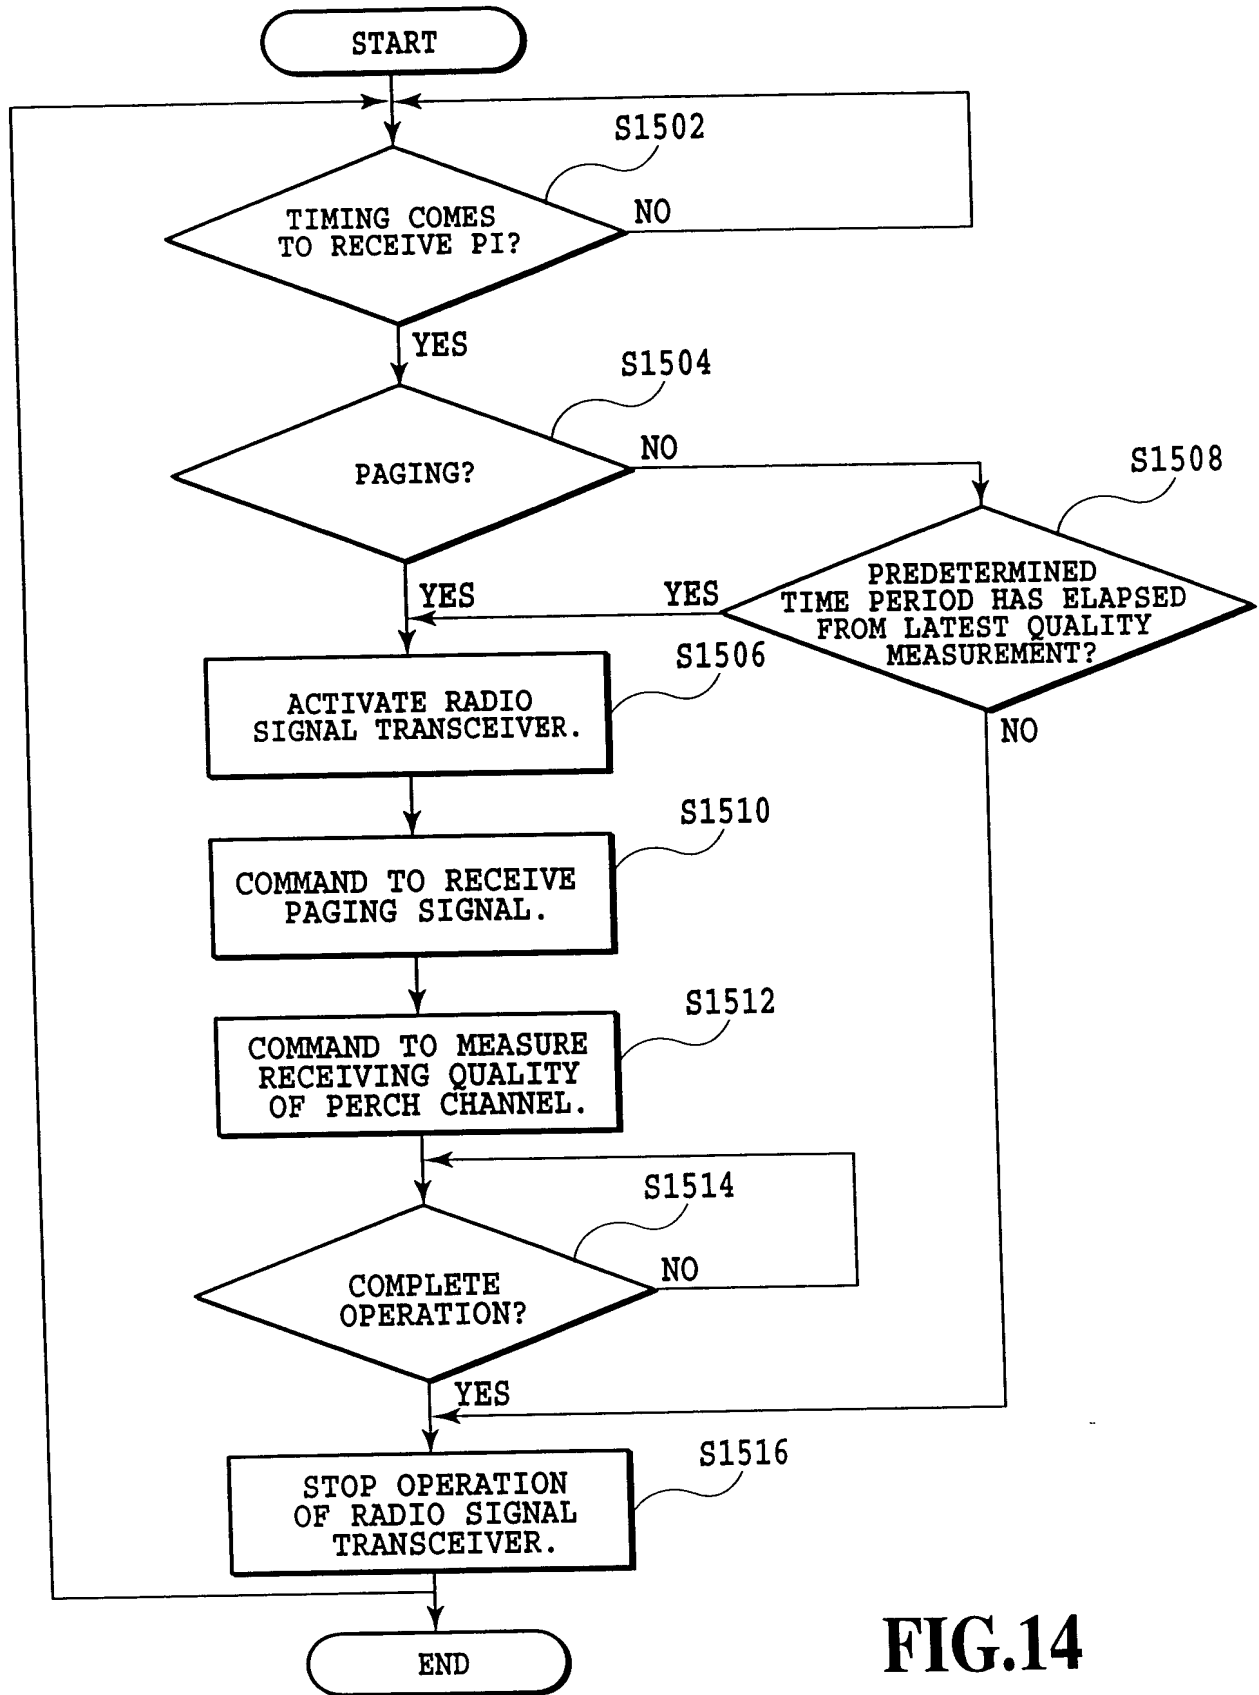 START
S1502
TIMING COMES
TO RECEIVE PI?
NO
YES
S1504
PAGING?
NO
S1508
PREDETERMINED
TIME PERIOD HAS ELAPSED
FROM LATEST QUALITY
MEASUREMENT?
YES
YES
NO
S1506
ACTIVATE RADIO
SIGNAL TRANSCEIVER.
S1510
COMMAND TO RECEIVE
PAGING SIGNAL.
S1512
COMMAND TO MEASURE
RECEIVING QUALITY
OF PERCH CHANNEL.
S1514
COMPLETE
OPERATION?
NO
YES
S1516
STOP OPERATION
OF RADIO SIGNAL
TRANSCEIVER.
END
FIG.14